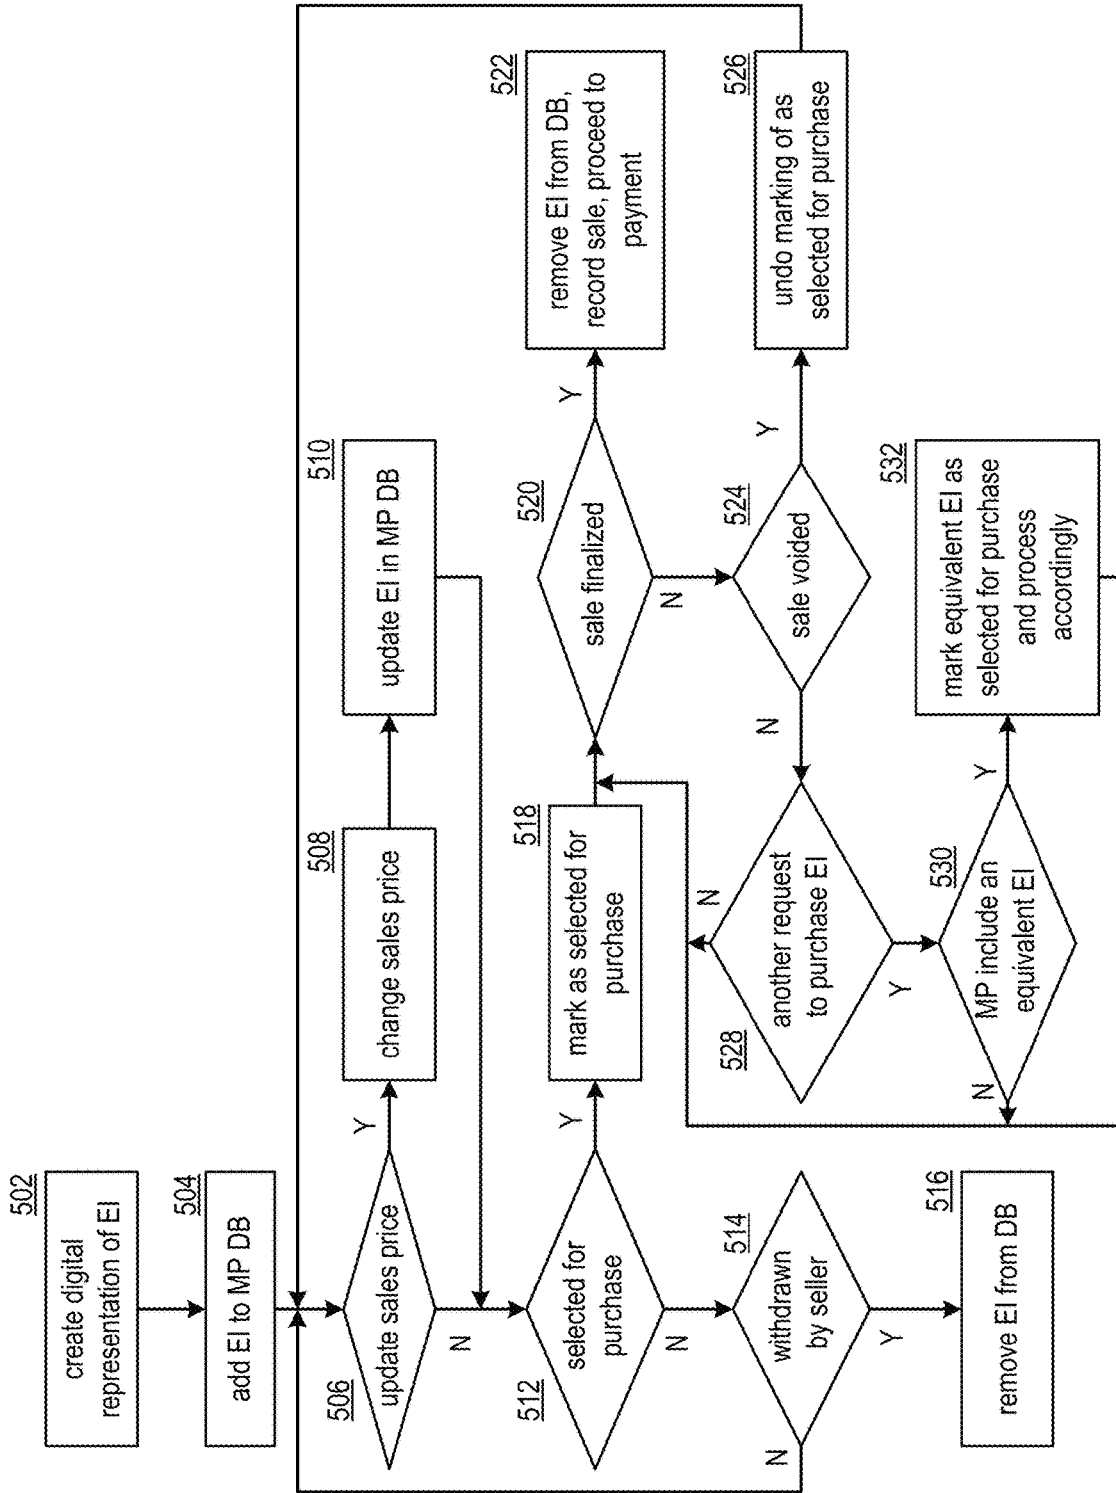 502
create digital
representation of EI
504
add EI to MP DB
506
update sales price
Y
N
508
change sales price
510
update EI in MP DB
512
selected for
purchase
Y
N
514
withdrawn
by seller
N
Y
516
remove EI from DB
518
mark as selected for
purchase
520
sale finalized
Y
N
522
remove EI from DB,
record sale, proceed to
payment
524
sale voided
Y
N
526
undo marking of as
selected for purchase
528
another request
to purchase EI
N
Y
530
MP include an
equivalent EI
N
Y
532
mark equivalent EI as
selected for purchase
and process
accordingly